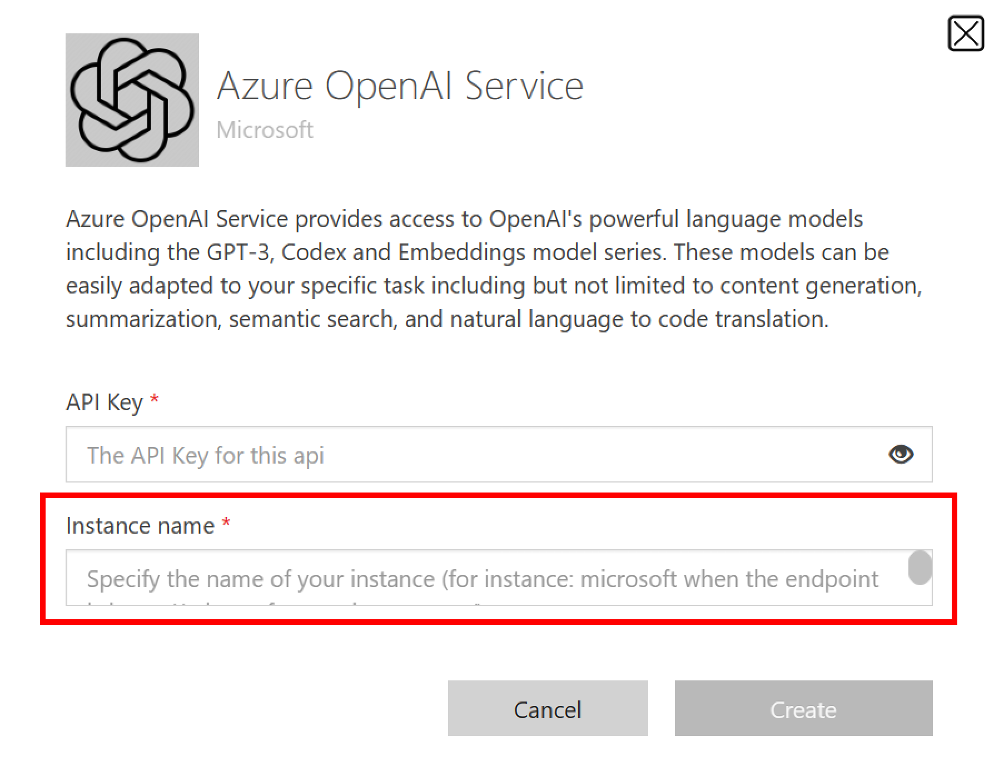 Azure OpenAI Service
Microsoft
Azure OpenAI Service provides access to OpenAI's powerful language models
including the GPT-3, Codex and Embeddings model series. These models can be
easily adapted to your specific task including but not limited to content generation,
summarization, semantic search, and natural language to code translation.
API Key *
The API Key for this api
Instance name *
Specify the name of your instance (for instance: microsoft when the endpoint
Cancel
Create